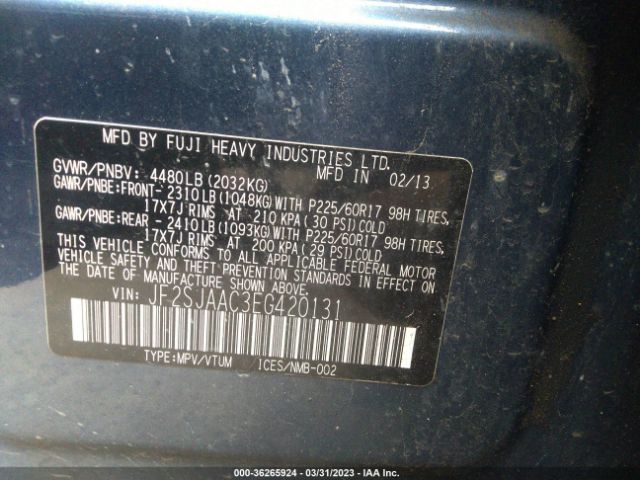 MFD BY FUJI HEAVY INDUSTRIES LTD.
MFD IN 02/13
GVWR/PNBV: 4480LB (2032KG)
GAWR/PNBE:FRONT- 2310LB (1048KG) WITH P225/60R17 98H TIRES,
17X7J RIMS AT 210 KPA (30 PSI) COLD
GAWR/PNBE:REAR - 2410LB (1093KG) WITH P225/60R17 98H TIRES,
17X7J RIMS AT 200 KPA (29 PSI) COLD
THIS VEHICLE CONFORMS TO ALL APPLICABLE FEDERAL MOTOR
VEHICLE SAFETY, BUMPER, AND THEFT PREVENTION STANDARDS
IN EFFECT ON THE DATE OF MANUFACTURE SHOWN ABOVE.
VIN: JF2SJAAC3EG420131
TYPE:MPV/VTUM ICES/NMB-002
000-36265924 - 03/31/2023 - IAA Inc.